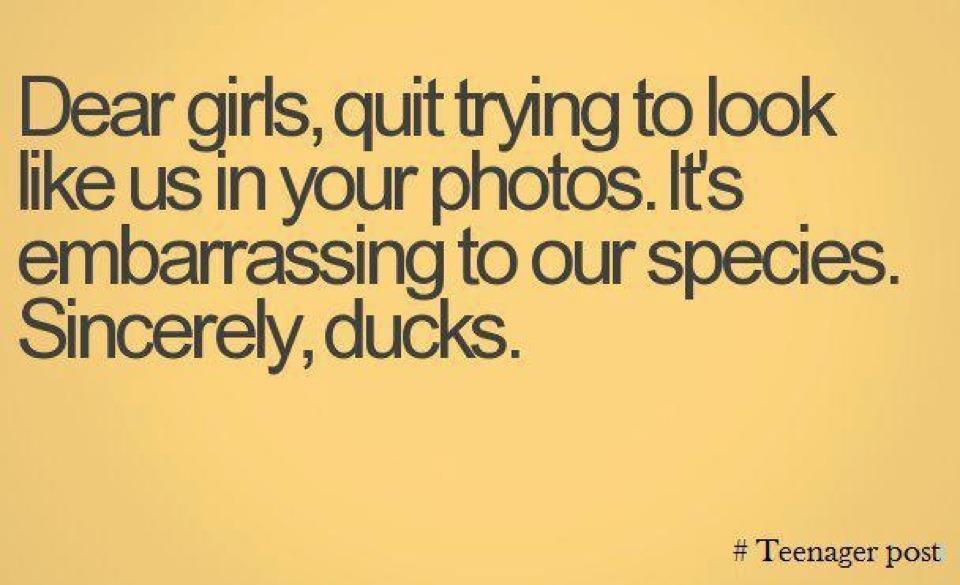 Dear girls, quit trying to look
like us in your photos. It's
embarrassing to our species.
Sincerely, ducks.
# Teenager post